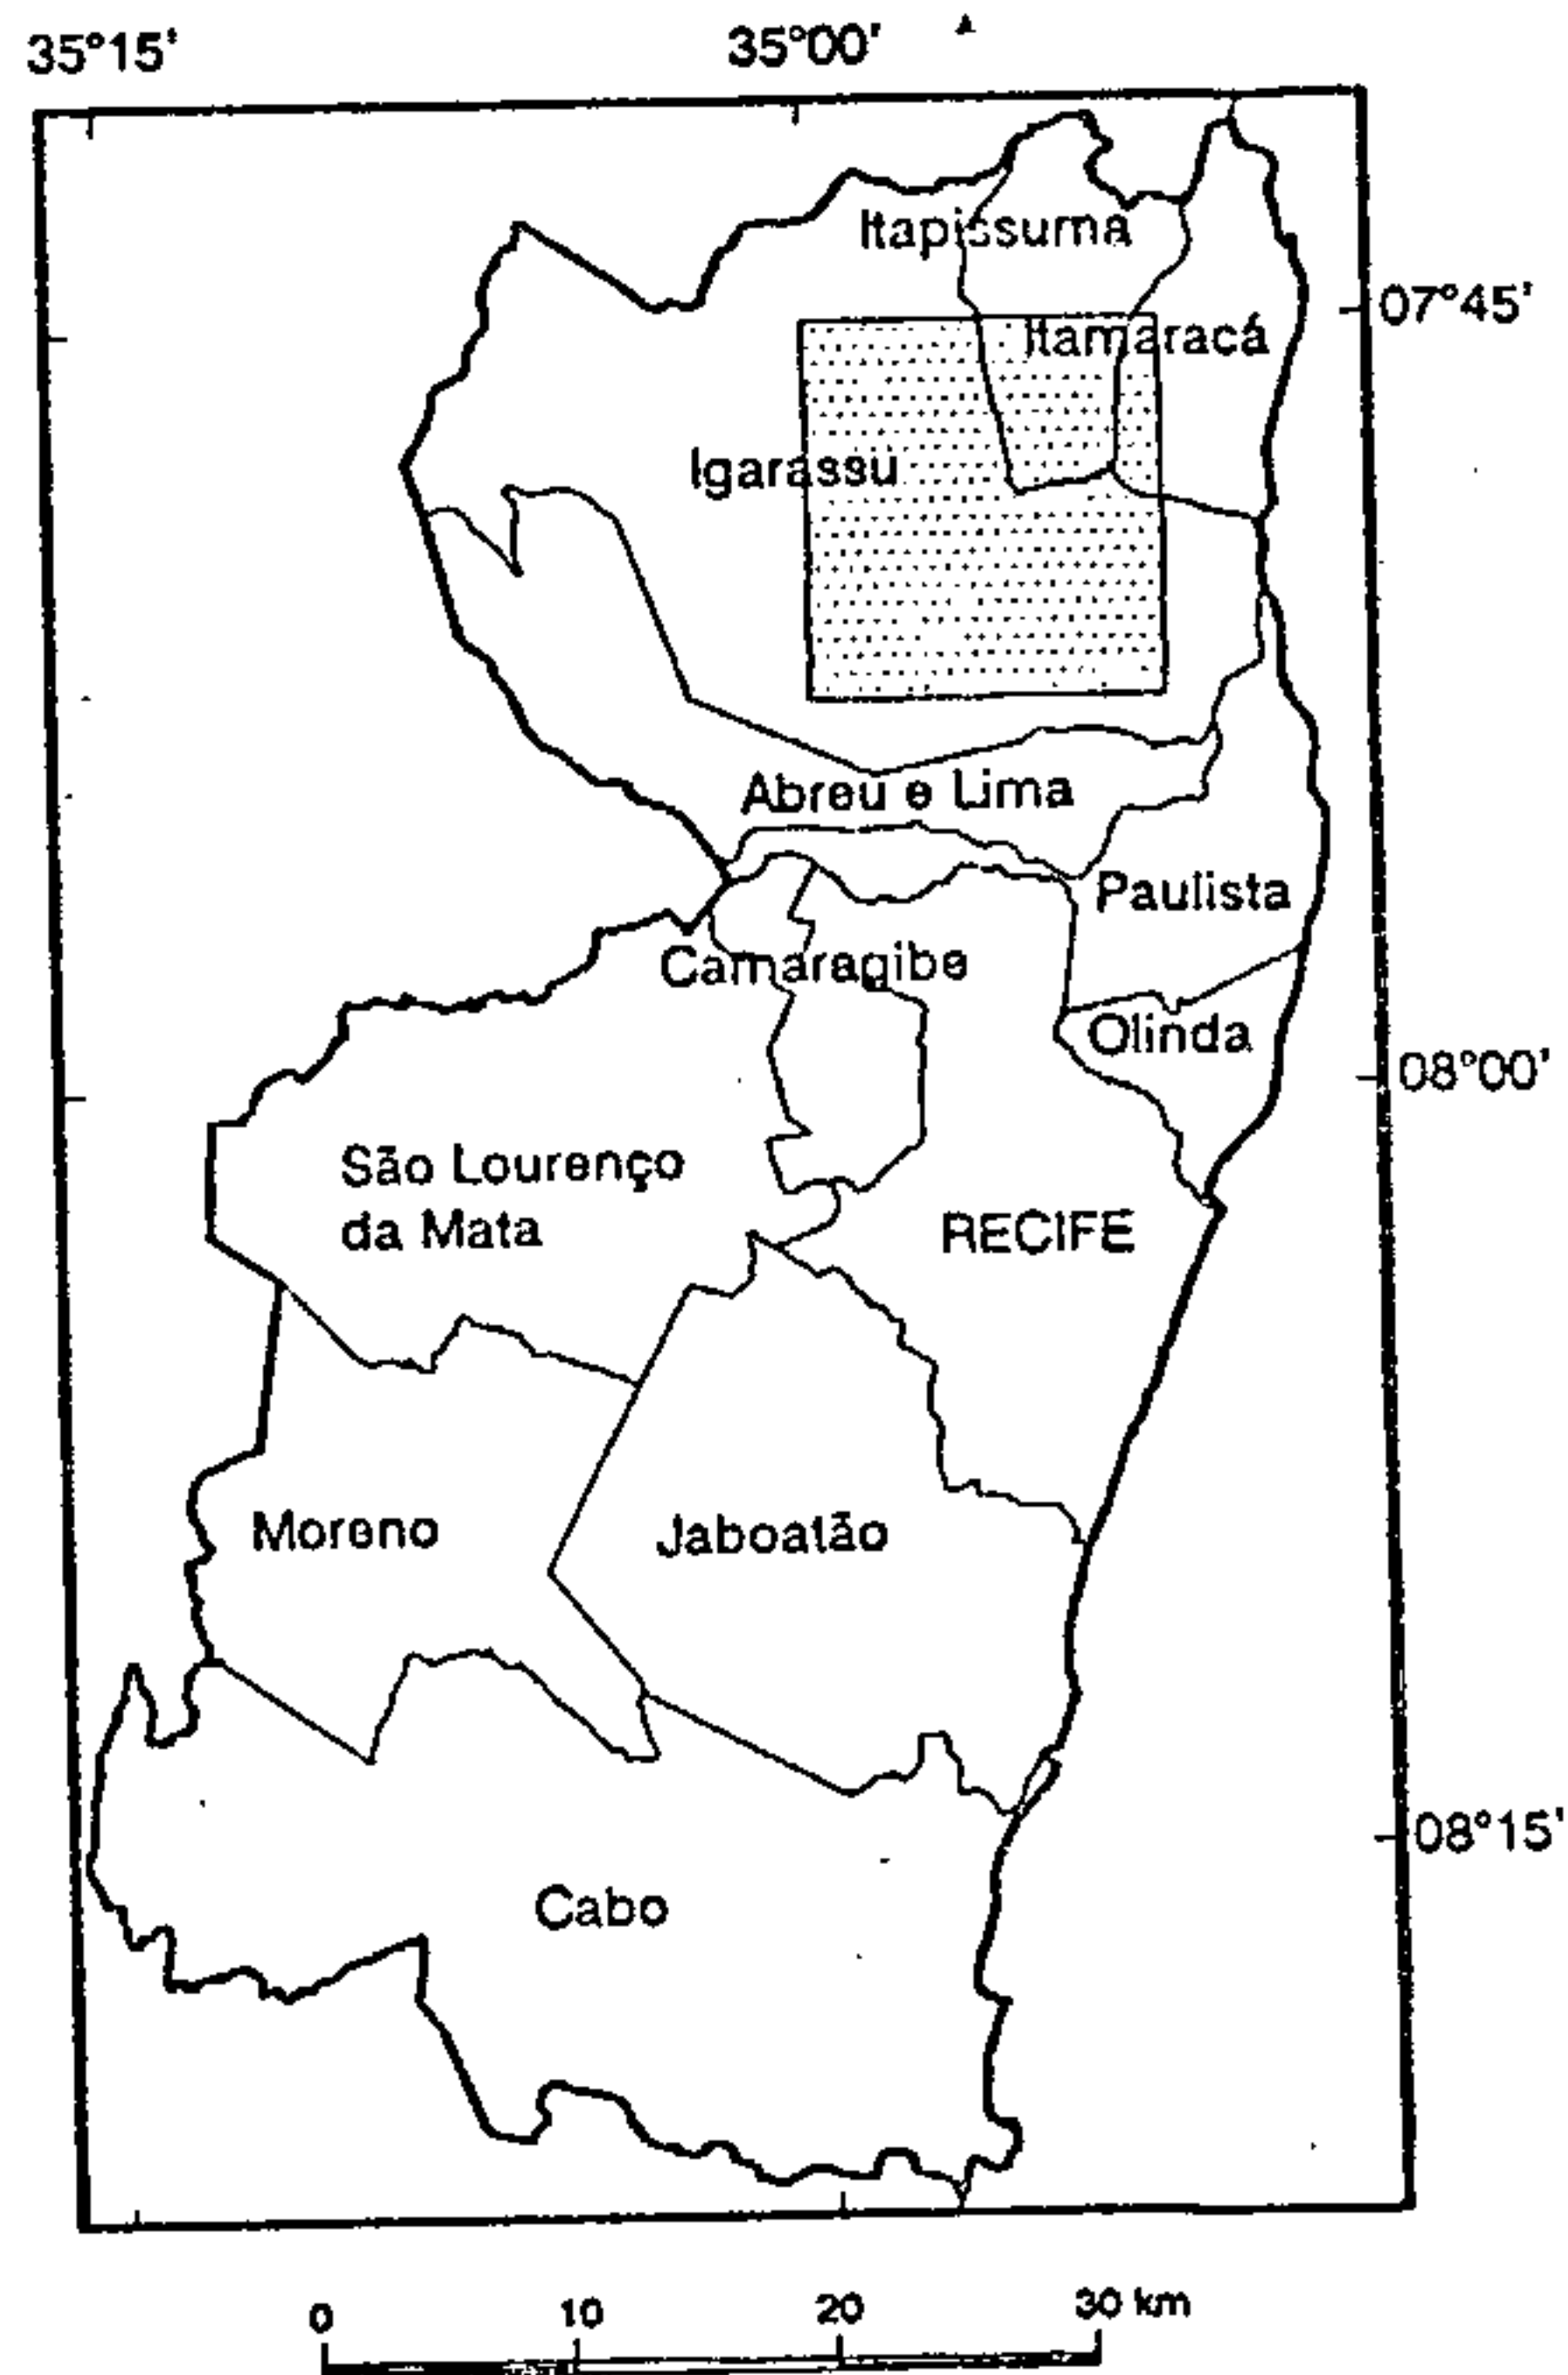 35°15'
35°00'
Itapissuma
07°45'
Itamaracá
Igarassu
Abreu e Lima
Paulista
Camaragibe
Olinda
08°00'
São Lourenço
da Mata
RECIFE
Moreno
Jaboatão
08°15'
Cabo
0 10 20 30 km